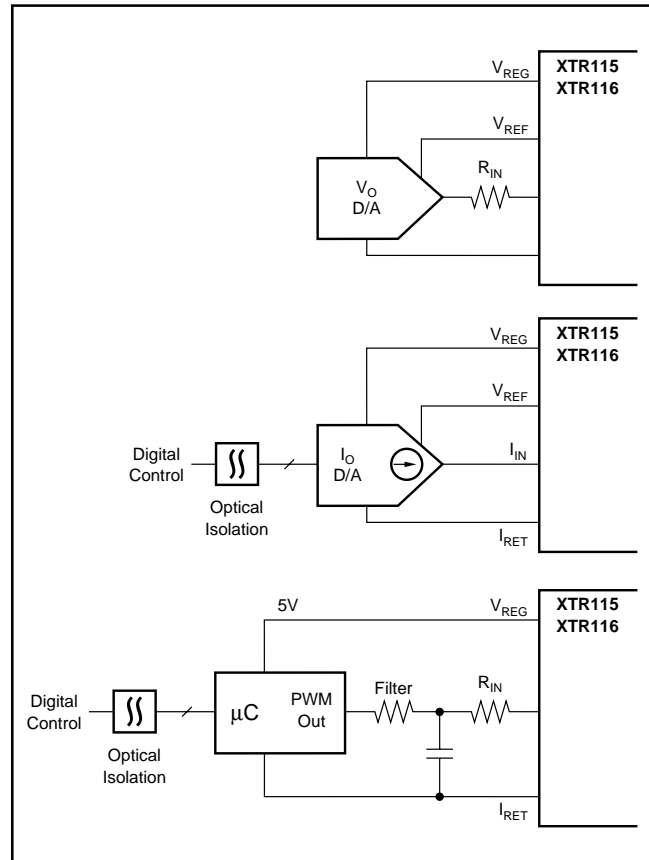 V_REG
XTR115
XTR116
V_REF
R_IN
V_O
D/A
V_REG
XTR115
XTR116
V_REF
Digital
Control
I_O
D/A
I_IN
Optical
Isolation
I_RET
5V
V_REG
XTR115
XTR116
Digital
Control
μC
PWM
Out
Filter
R_IN
Optical
Isolation
I_RET